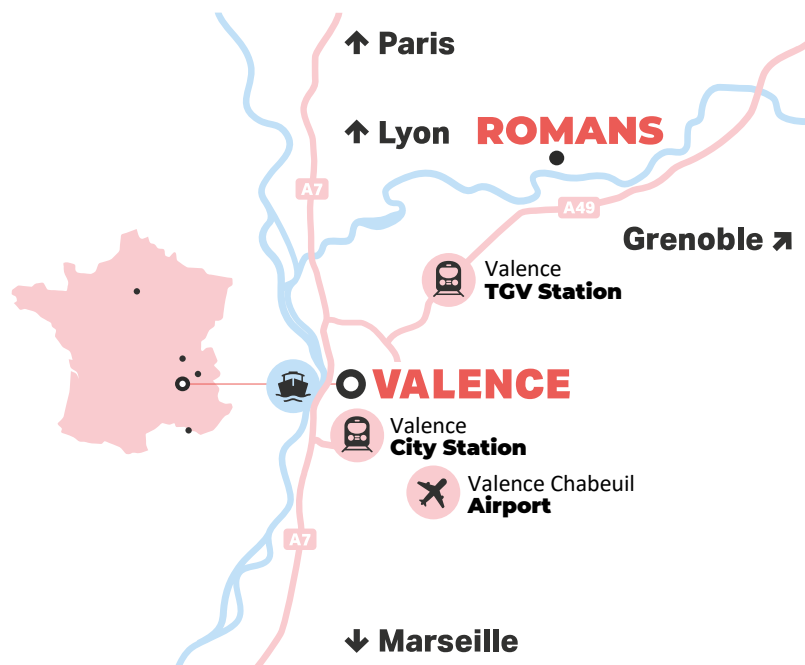 ↑ Paris
↑ Lyon
ROMANS
A7
A49
Grenoble ↗
Valence
TGV Station
VALENCE
Valence
City Station
Valence Chabeuil
Airport
A7
↓ Marseille